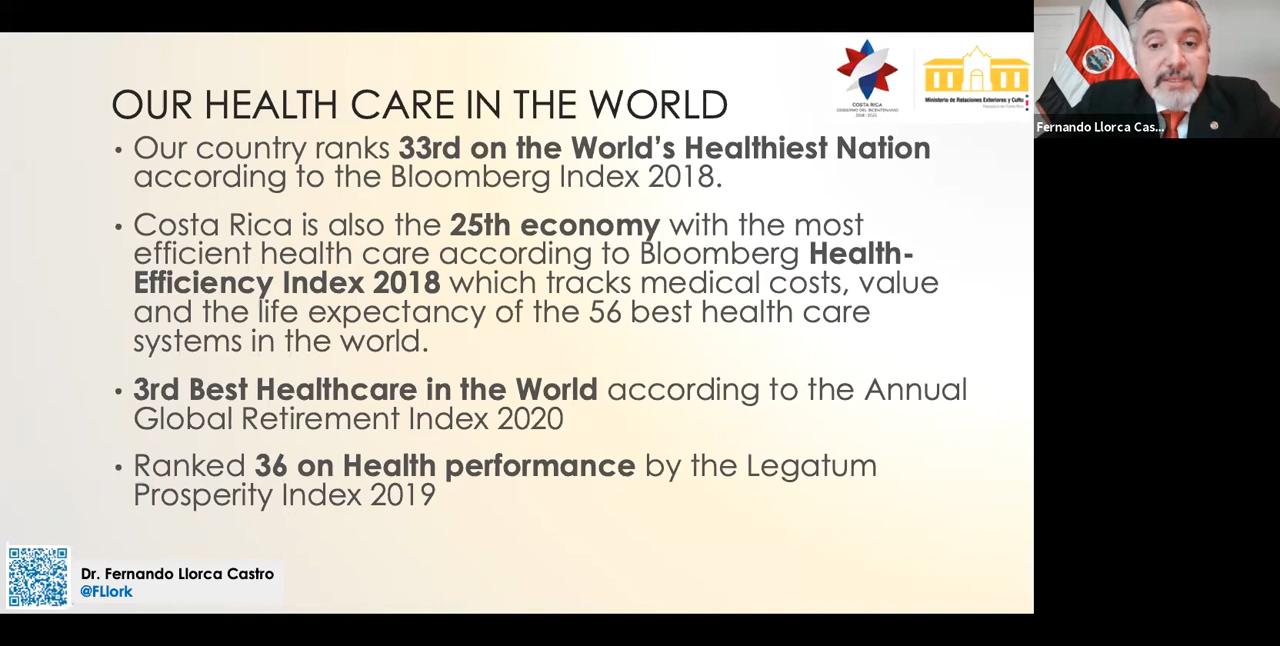 OUR HEALTH CARE IN THE WORLD
• Our country ranks 33rd on the World's Healthiest Nation
according to the Bloomberg Index 2018.
• Costa Rica is also the 25th economy with the most
efficient health care according to Bloomberg Health-
Efficiency Index 2018 which tracks medical costs, value
and the life expectancy of the 56 best health care
systems in the world.
• 3rd Best Healthcare in the World according to the Annual
Global Retirement Index 2020
• Ranked 36 on Health performance by the Legatum
Prosperity Index 2019
COSTA RICA
GOBIERNO DEL BICENTENARIO
2018 - 2022
Ministerio de Relaciones Exteriores y Culto
Fernando Llorca Cas...
Dr. Fernando Llorca Castro
@FLlork